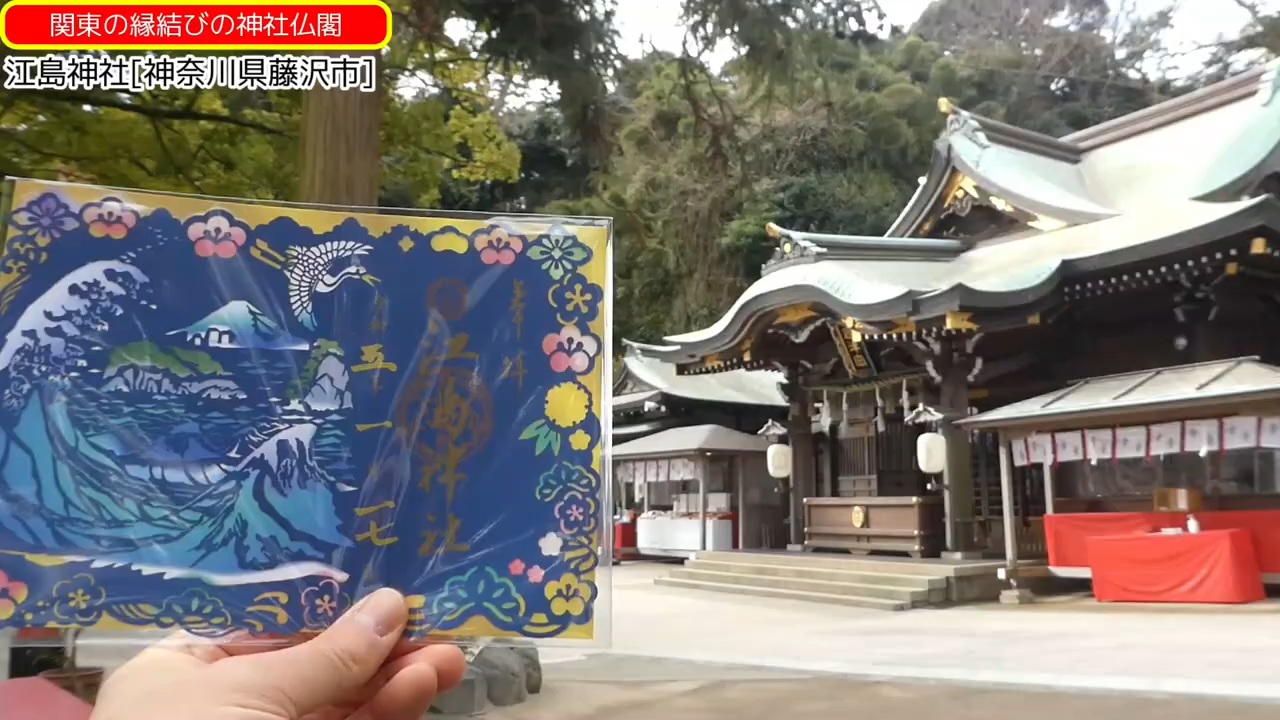 関東の縁結びの神社仏閣
江島神社[神奈川県藤沢市]
奉拝
江島神社
五
一
一七